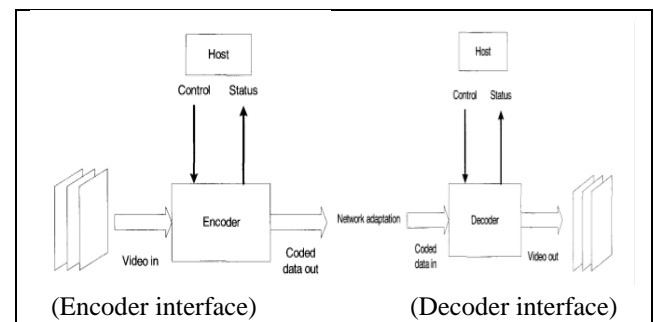 Host
Host
Control Status
Control Status
Encoder
Network adaptation
Decoder
Video in
Coded
data out
Coded
data in
Video out
(Encoder interface)
(Decoder interface)